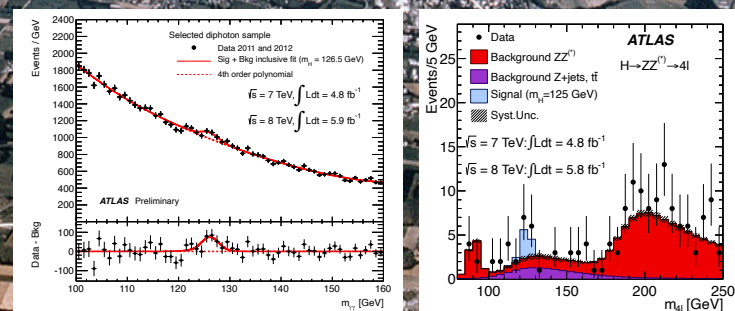 Events / GeV
2400
2200
2000
1800
1600
1400
1200
1000
800
600
400
200
Selected diphoton sample
Data 2011 and 2012
Sig + Bkg inclusive fit (m_H = 126.5 GeV)
4th order polynomial
√s = 7 TeV, ∫ Ldt = 4.8 fb⁻¹
√s = 8 TeV, ∫ Ldt = 5.9 fb⁻¹
ATLAS Preliminary
Data - Bkg
100
0
-100
100 110 120 130 140 150 160
m_γγ [GeV]
Events/5 GeV
25
20
15
10
5
0
Data
Background ZZ(*)
Background Z+jets, tt̄
Signal (m_H=125 GeV)
Syst.Unc.
ATLAS
H→ZZ(*)→4l
√s = 7 TeV:∫Ldt = 4.8 fb⁻¹
√s = 8 TeV:∫Ldt = 5.8 fb⁻¹
100 150 200 250
m_4l [GeV]